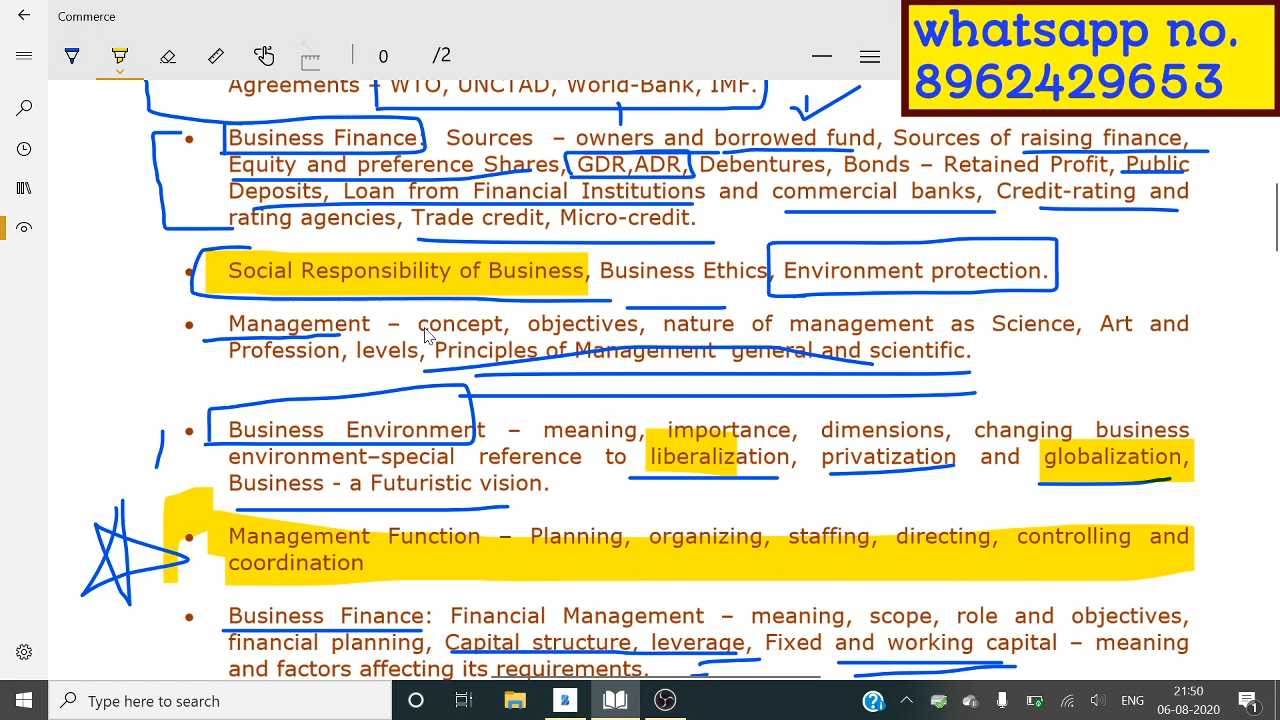 Commerce
whatsapp no.
8962429653
0 /2
Agreements – WTO, UNCTAD, World-Bank, IMF.
• Business Finance: Sources – owners and borrowed fund, Sources of raising finance,
Equity and preference Shares, GDR,ADR, Debentures, Bonds – Retained Profit, Public
Deposits, Loan from Financial Institutions and commercial banks, Credit-rating and
rating agencies, Trade credit, Micro-credit.
• Social Responsibility of Business, Business Ethics, Environment protection.
• Management – concept, objectives, nature of management as Science, Art and
Profession, levels, Principles of Management general and scientific.
• Business Environment – meaning, importance, dimensions, changing business
environment–special reference to liberalization, privatization and globalization,
Business - a Futuristic vision.
• Management Function – Planning, organizing, staffing, directing, controlling and
coordination
• Business Finance: Financial Management – meaning, scope, role and objectives,
financial planning, Capital structure, leverage, Fixed and working capital – meaning
and factors affecting its requirements.
Type here to search
ENG
21:50
06-08-2020
1